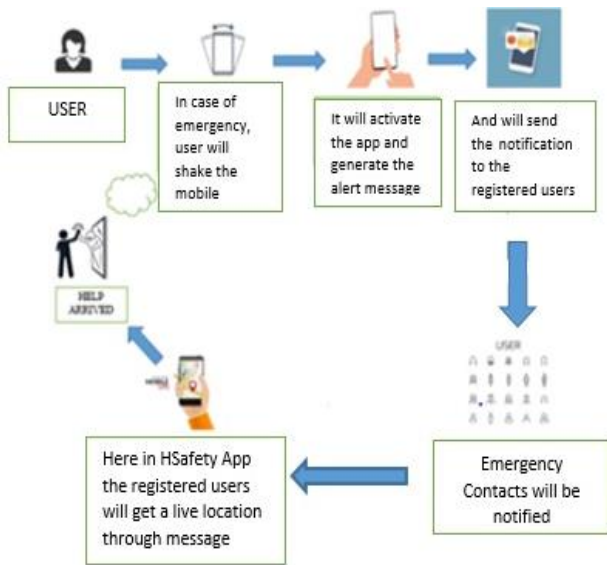 USER
In case of
emergency,
user will
shake the
mobile
It will activate
the app and
generate the
alert message
And will send
the notification
to the
registered users
USER
Emergency
Contacts will be
notified
Here in HSafety App
the registered users
will get a live location
through message
HELP
ARRIVED